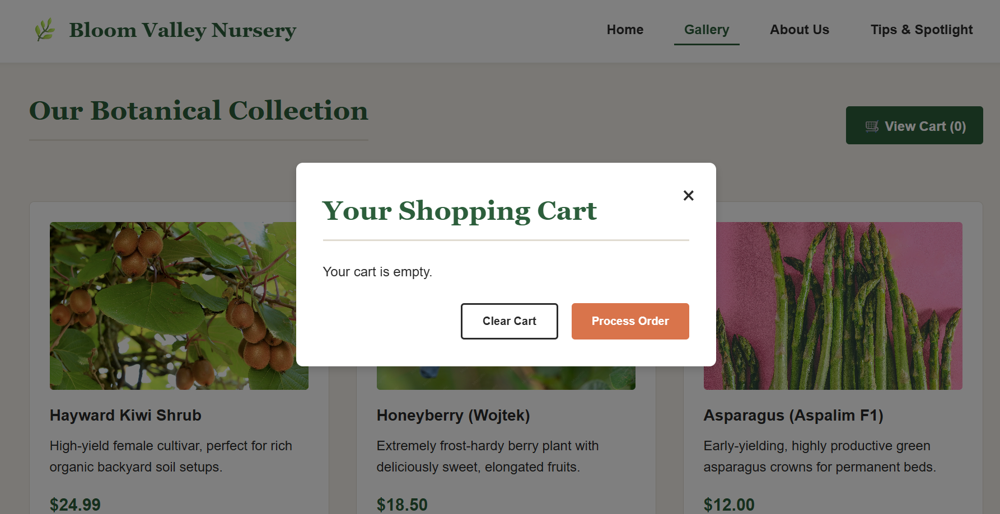 Bloom Valley Nursery
Home
Gallery
About Us
Tips & Spotlight
Our Botanical Collection
View Cart (0)
Your Shopping Cart
×
Your cart is empty.
Clear Cart
Process Order
Hayward Kiwi Shrub
High-yield female cultivar, perfect for rich
organic backyard soil setups.
$24.99
Honeyberry (Wojtek)
Extremely frost-hardy berry plant with
deliciously sweet, elongated fruits.
$18.50
Asparagus (Aspalim F1)
Early-yielding, highly productive green
asparagus crowns for permanent beds.
$12.00